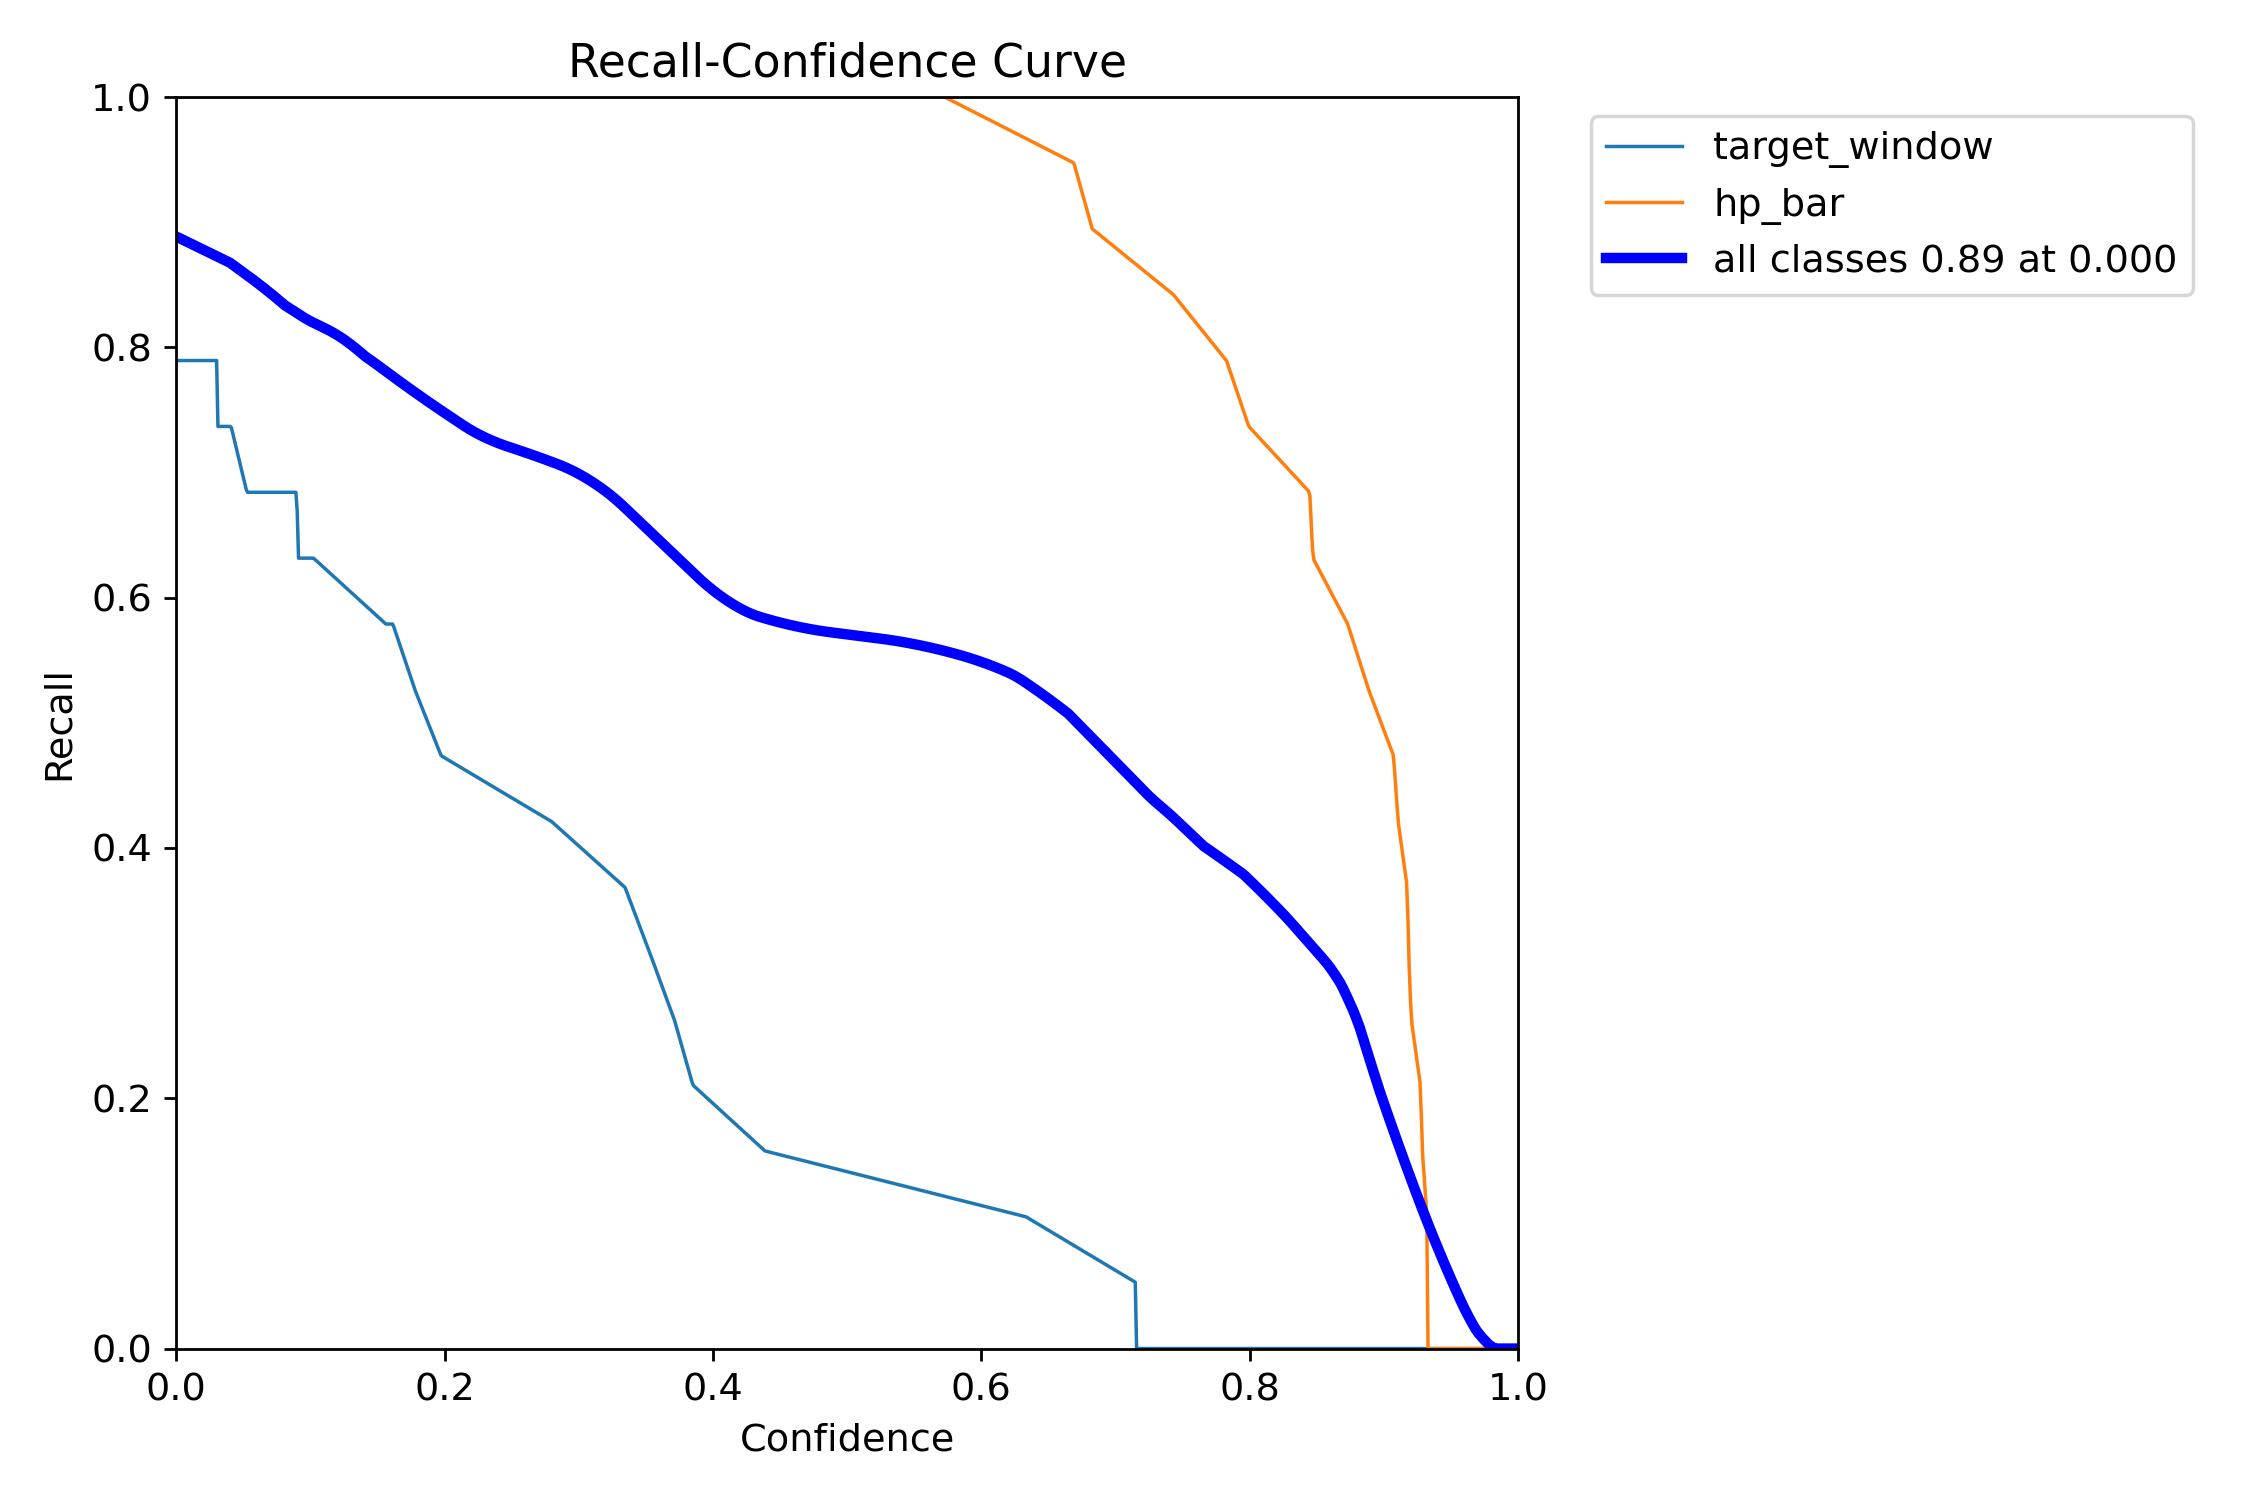 Recall-Confidence Curve
1.0
0.8
0.6
0.4
0.2
0.0
Recall
0.0 0.2 0.4 0.6 0.8 1.0
Confidence
target_window
hp_bar
all classes 0.89 at 0.000